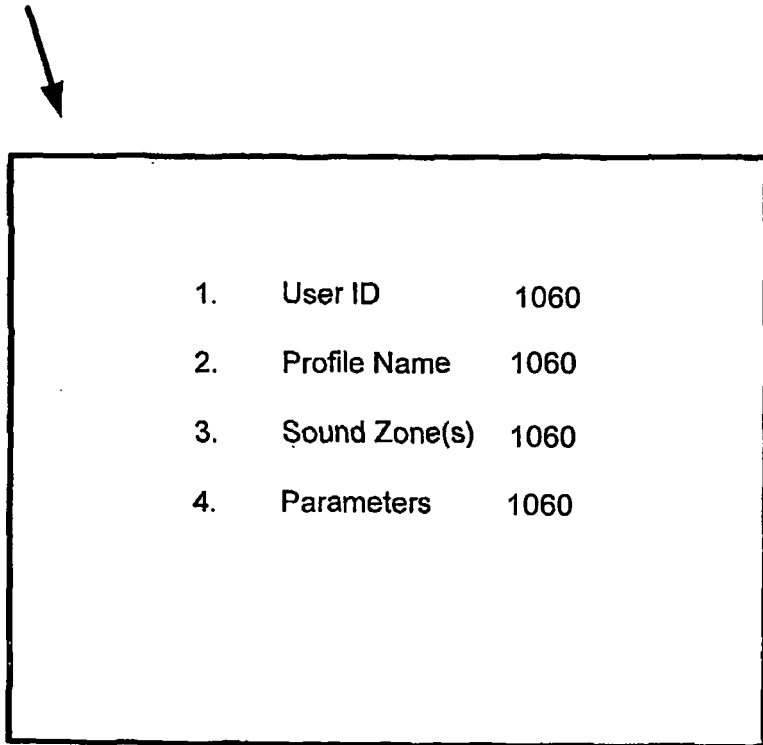 1. User ID 1060
2. Profile Name 1060
3. Sound Zone(s) 1060
4. Parameters 1060